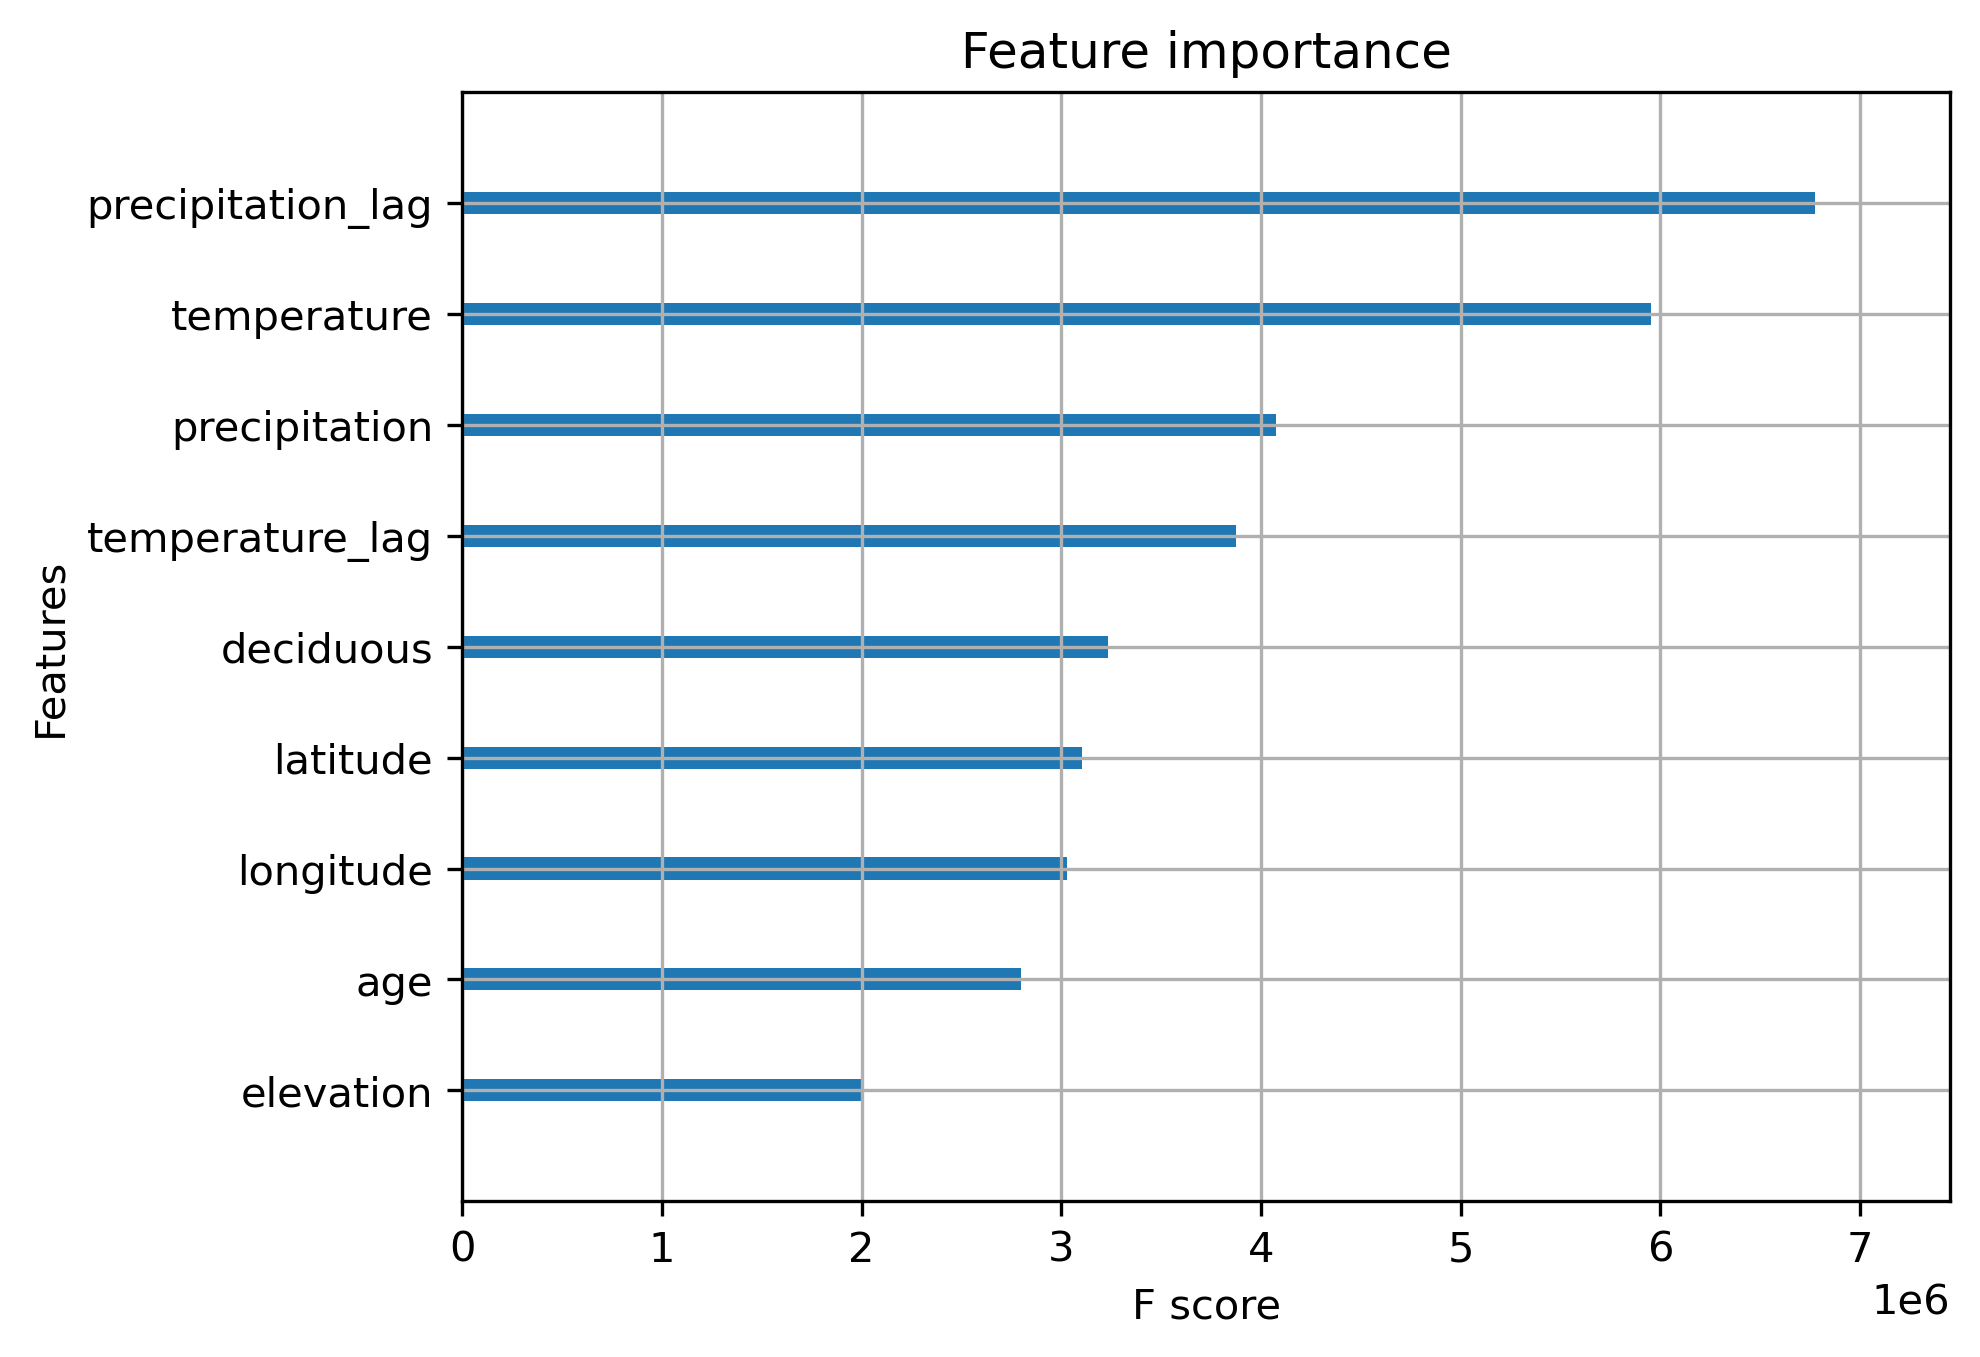 Feature importance
precipitation_lag
temperature
precipitation
temperature_lag
deciduous
latitude
longitude
age
elevation
Features
0 1 2 3 4 5 6 7
1e6
F score